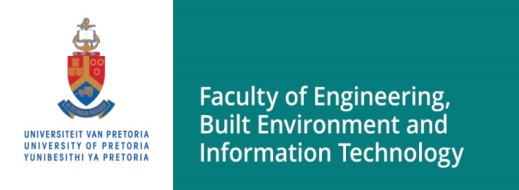 UNIVERSITEIT VAN PRETORIA
UNIVERSITY OF PRETORIA
YUNIBESITHI YA PRETORIA
Faculty of Engineering,
Built Environment and
Information Technology